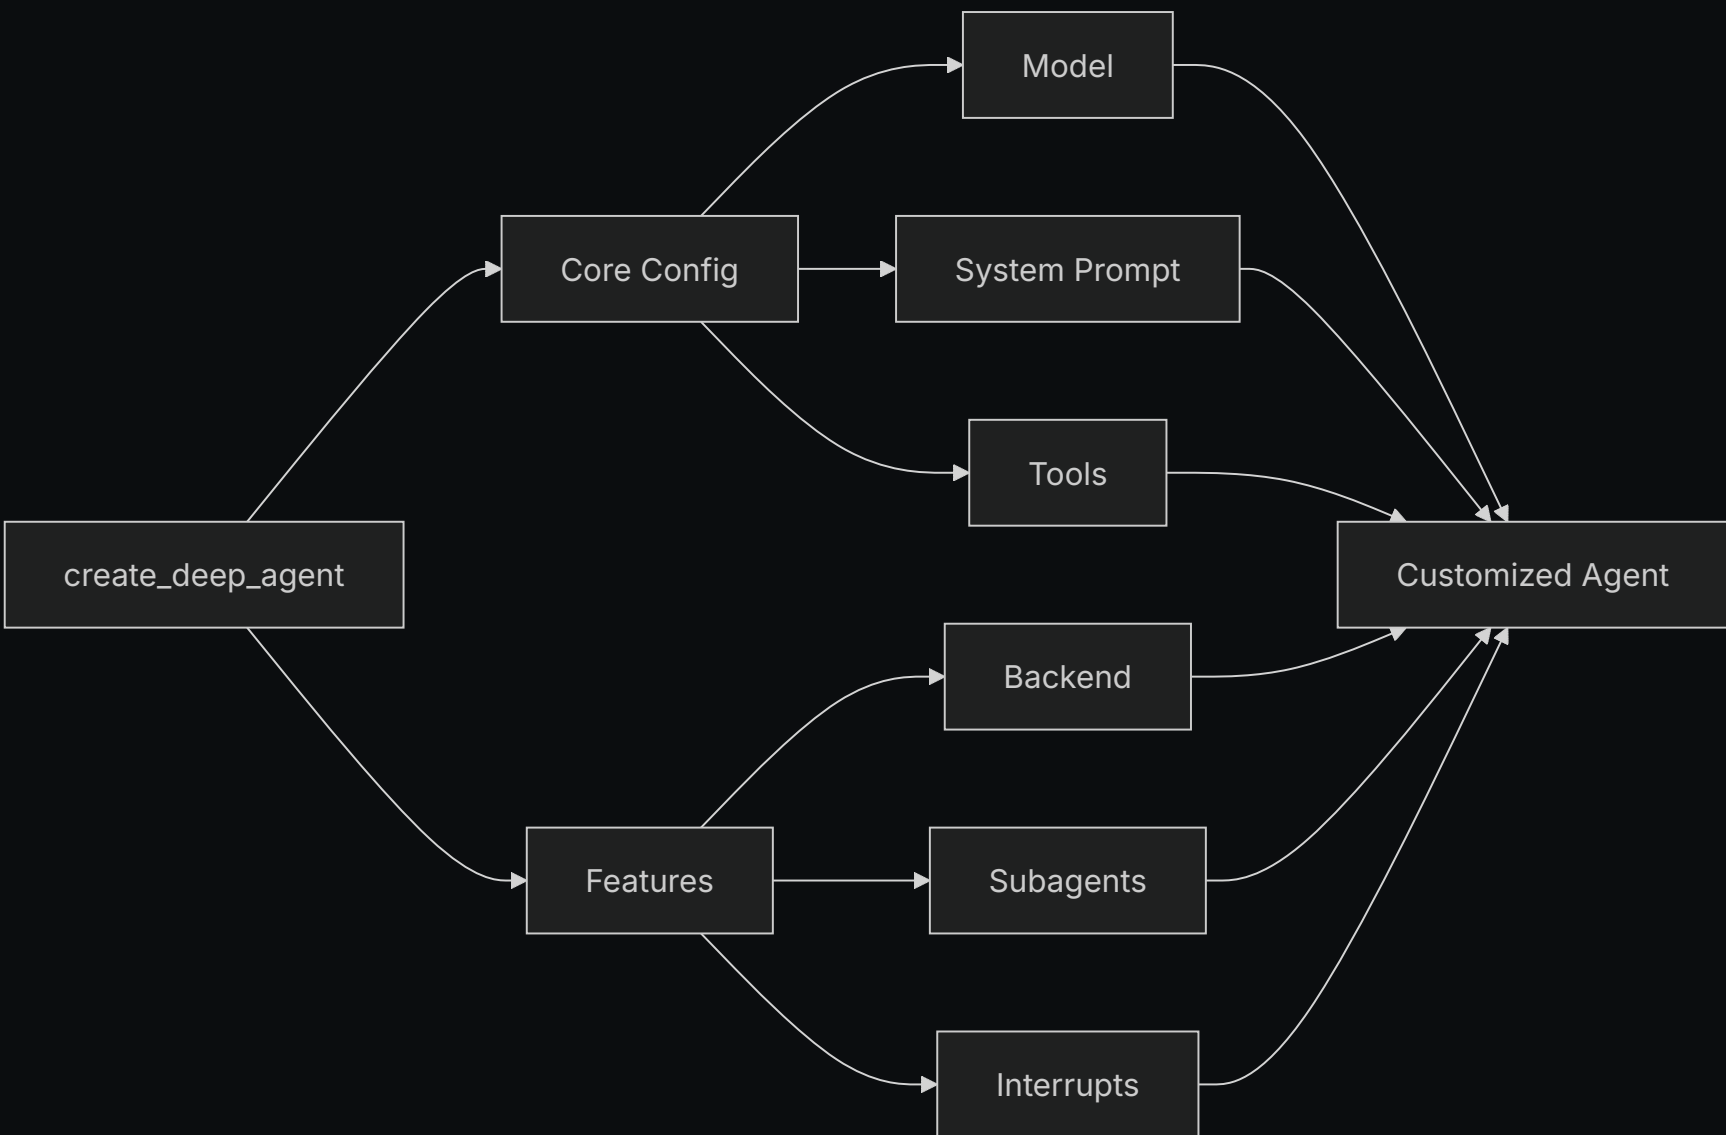 Model
Core Config
System Prompt
Tools
create_deep_agent
Customized Agent
Backend
Features
Subagents
Interrupts